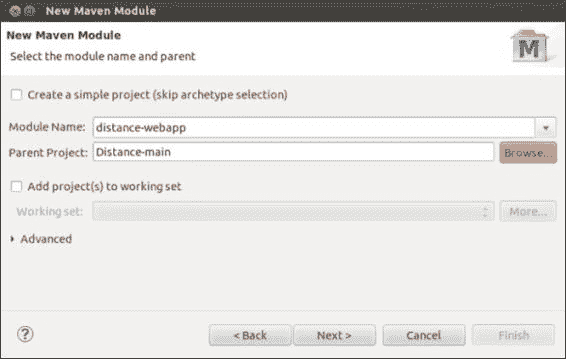 New Maven Module
New Maven Module
Select the module name and parent
M
Create a simple project (skip archetype selection)
Module Name: distance-webapp
Parent Project: Distance-main Browse...
Add project(s) to working set
Working set: More...
Advanced
? < Back Next > Cancel Finish